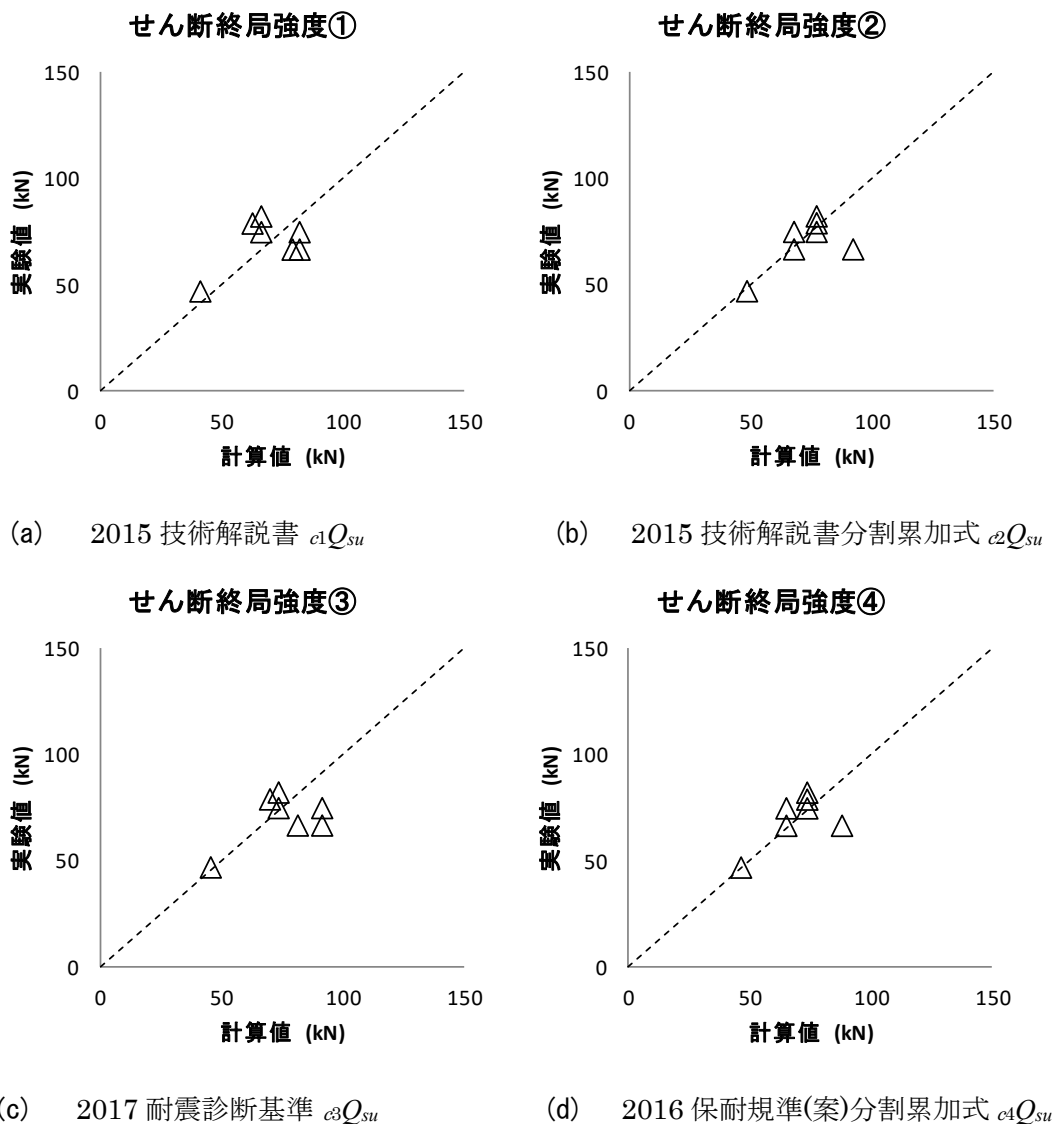 せん断終局強度①
150
100
50
0
実験値 (kN)
0 50 100 150
計算値 (kN)
(a) 2015 技術解説書 c1Qsu
せん断終局強度②
150
100
50
0
実験値 (kN)
0 50 100 150
計算値 (kN)
(b) 2015 技術解説書分割累加式 c2Qsu
せん断終局強度③
150
100
50
0
実験値 (kN)
0 50 100 150
計算値 (kN)
(c) 2017 耐震診断基準 c3Qsu
せん断終局強度④
150
100
50
0
実験値 (kN)
0 50 100 150
計算値 (kN)
(d) 2016 保耐規準(案)分割累加式 c4Qsu